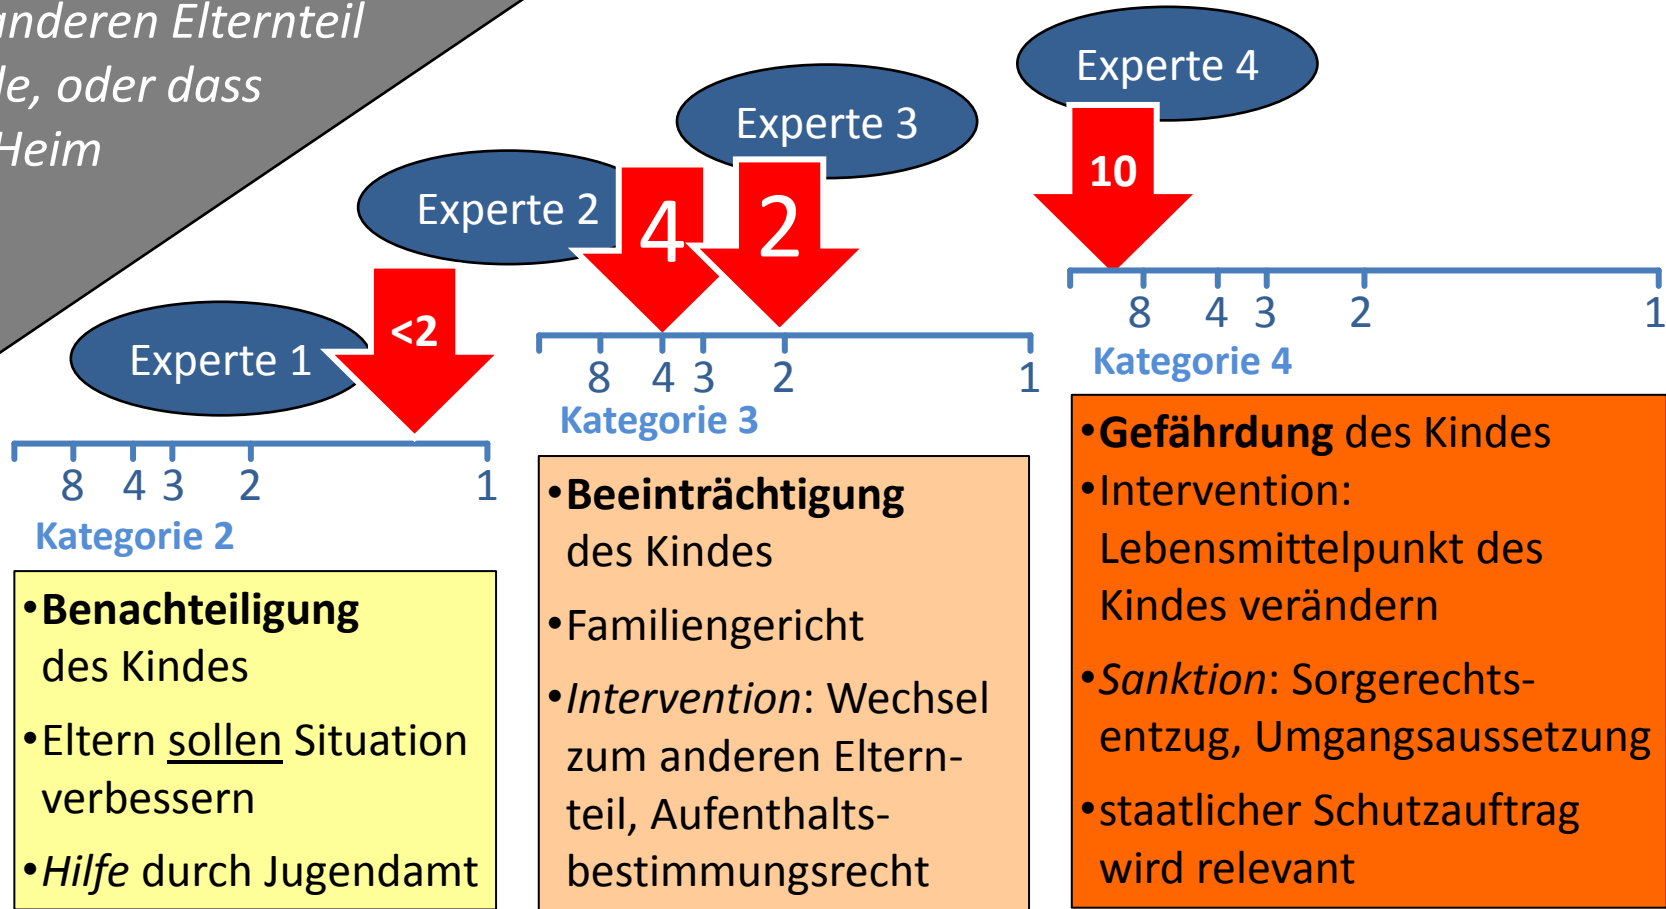 anderen Elternteil
le, oder dass
Heim
Experte 1
<2
8 4 3 2 1
Kategorie 2
•Benachteiligung
des Kindes
•Eltern sollen Situation
verbessern
•Hilfe durch Jugendamt
Experte 2
4
Experte 3
2
8 4 3 2 1
Kategorie 3
•Beeinträchtigung
des Kindes
•Familiengericht
•Intervention: Wechsel
zum anderen Eltern-
teil, Aufenthalts-
bestimmungsrecht
Experte 4
10
8 4 3 2 1
Kategorie 4
•Gefährdung des Kindes
•Intervention:
Lebensmittelpunkt des
Kindes verändern
•Sanktion: Sorgerechts-
entzug, Umgangsaussetzung
•staatlicher Schutzauftrag
wird relevant